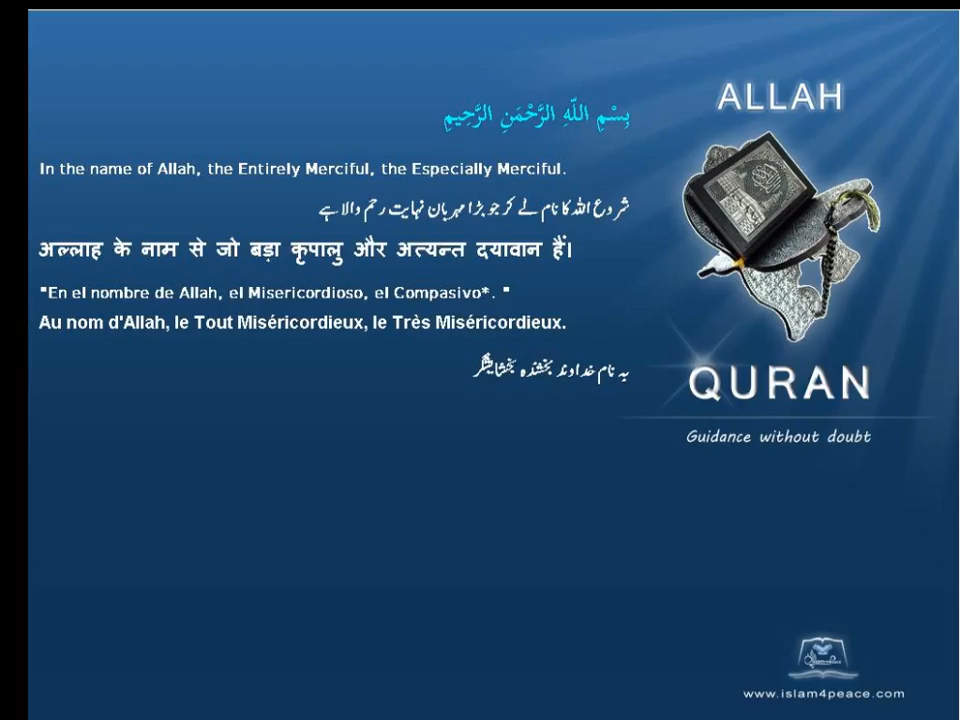 بِسْمِ اللَّهِ الرَّحْمَنِ الرَّحِيمِ
In the name of Allah, the Entirely Merciful, the Especially Merciful.
شروع اللہ کا نام لے کر جو بڑا مہربان نہایت رحم والا ہے
अल्लाह के नाम से जो बड़ा कृपालु और अत्यन्त दयावान हैं।
"En el nombre de Allah, el Misericordioso, el Compasivo*. "
Au nom d'Allah, le Tout Miséricordieux, le Très Miséricordieux.
به نام خداوند بخشنده بخشایشگر
ALLAH
QURAN
Guidance without doubt
www.islam4peace.com